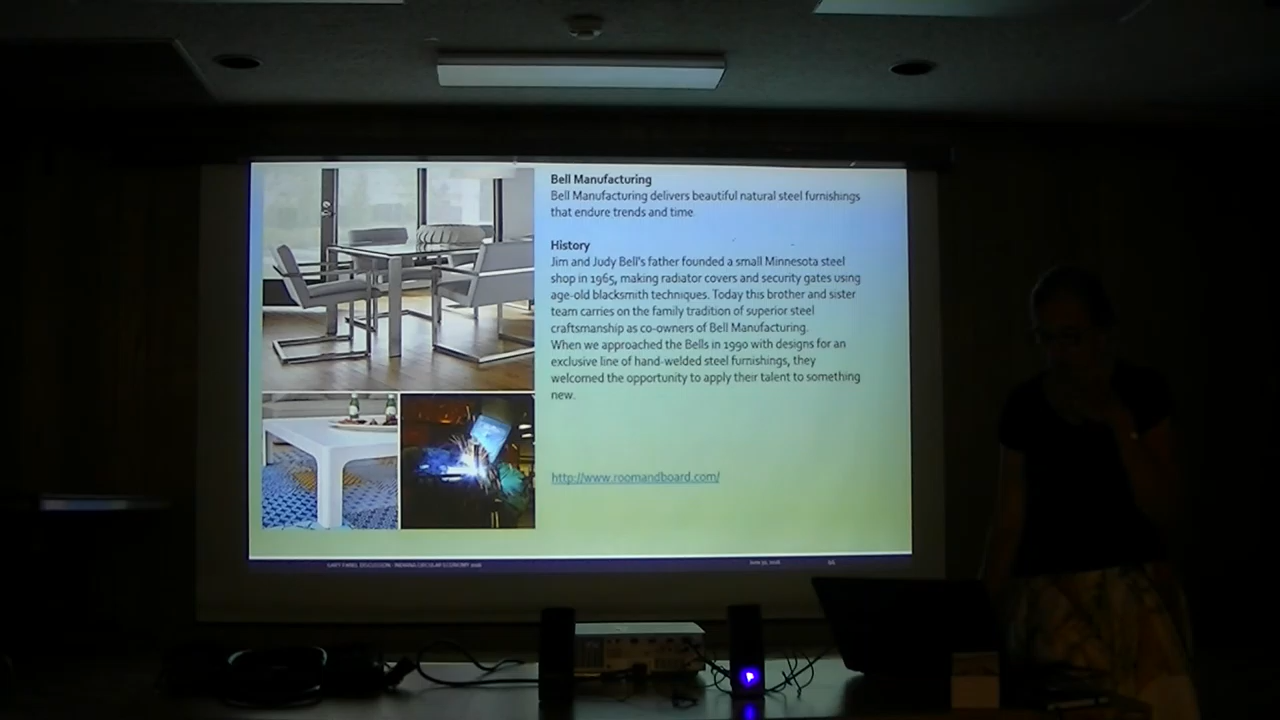 Bell Manufacturing
Bell Manufacturing delivers beautiful natural steel furnishings
that endure trends and time.
History
Jim and Judy Bell's father founded a small Minnesota steel
shop in 1965, making radiator covers and security gates using
age-old blacksmith techniques. Today this brother and sister
team carries on the family tradition of superior steel
craftsmanship as co-owners of Bell Manufacturing.
When we approached the Bells in 1990 with designs for an
exclusive line of hand-welded steel furnishings, they
welcomed the opportunity to apply their talent to something
new.
http://www.roomandboard.com/
DISCUSSION
CIRCULAR ECONOMY